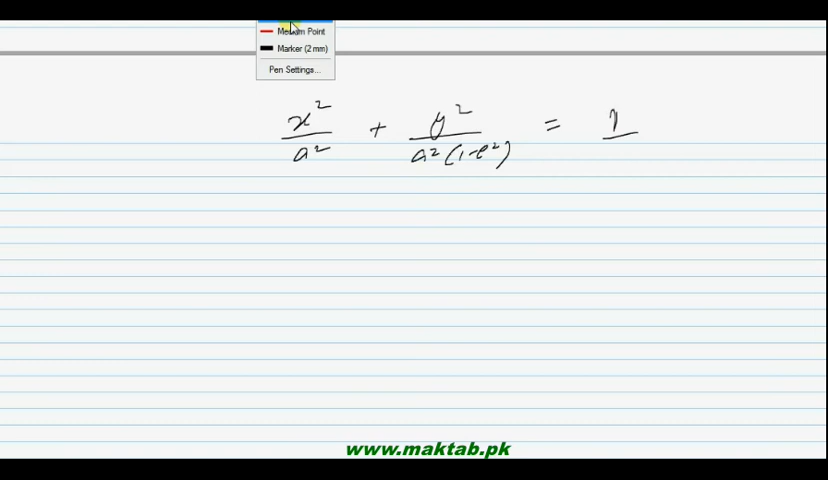 Medium Point
Marker (2 mm)
Pen Settings...
x²/a² + y²/a²(1-e²) = 1
www.maktab.pk